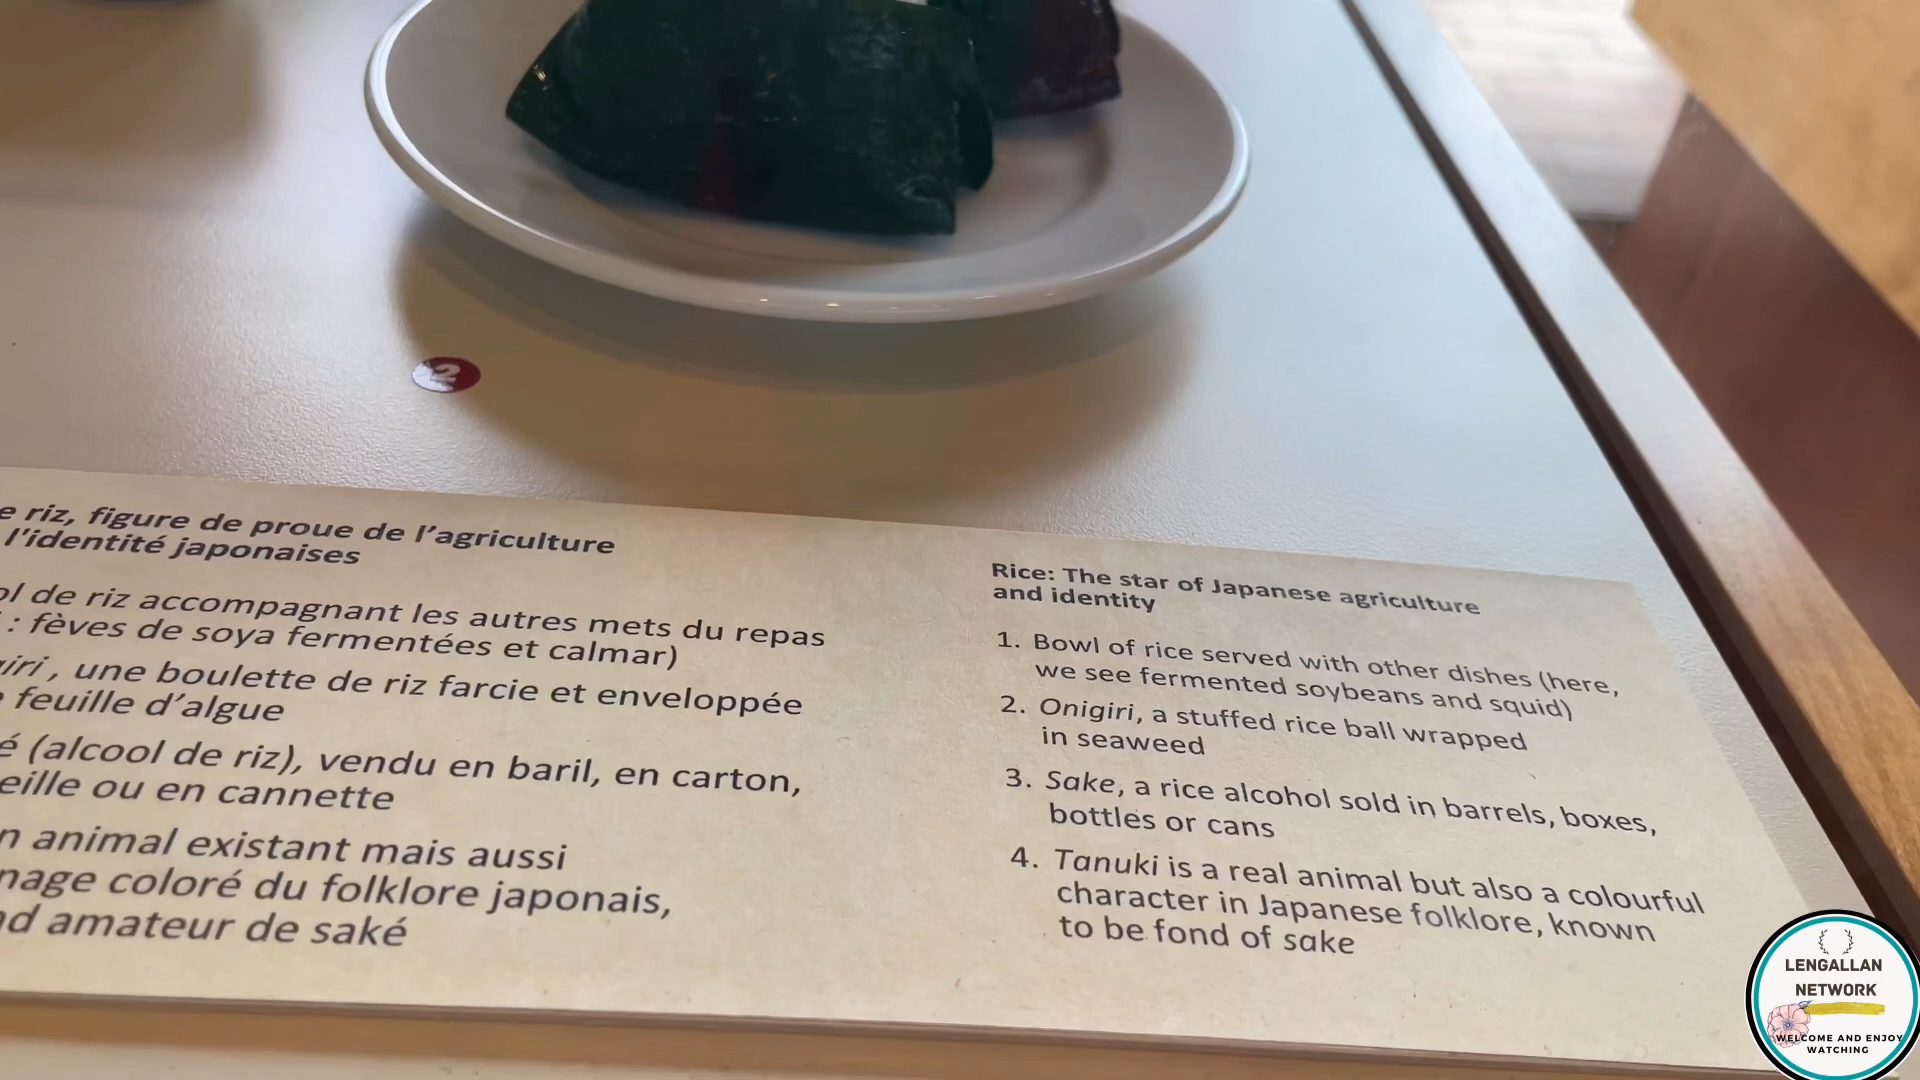 2
e riz, figure de proue de l'agriculture
l'identité japonaises
ol de riz accompagnant les autres mets du repas
: fèves de soya fermentées et calmar)
giri, une boulette de riz farcie et enveloppée
feuille d'algue
é (alcool de riz), vendu en baril, en carton,
eille ou en cannette
n animal existant mais aussi
nage coloré du folklore japonais,
nd amateur de saké
Rice: The star of Japanese agriculture
and identity
1. Bowl of rice served with other dishes (here,
we see fermented soybeans and squid)
2. Onigiri, a stuffed rice ball wrapped
in seaweed
3. Sake, a rice alcohol sold in barrels, boxes,
bottles or cans
4. Tanuki is a real animal but also a colourful
character in Japanese folklore, known
to be fond of sake
LENGALLAN
NETWORK
WELCOME AND ENJOY
WATCHING